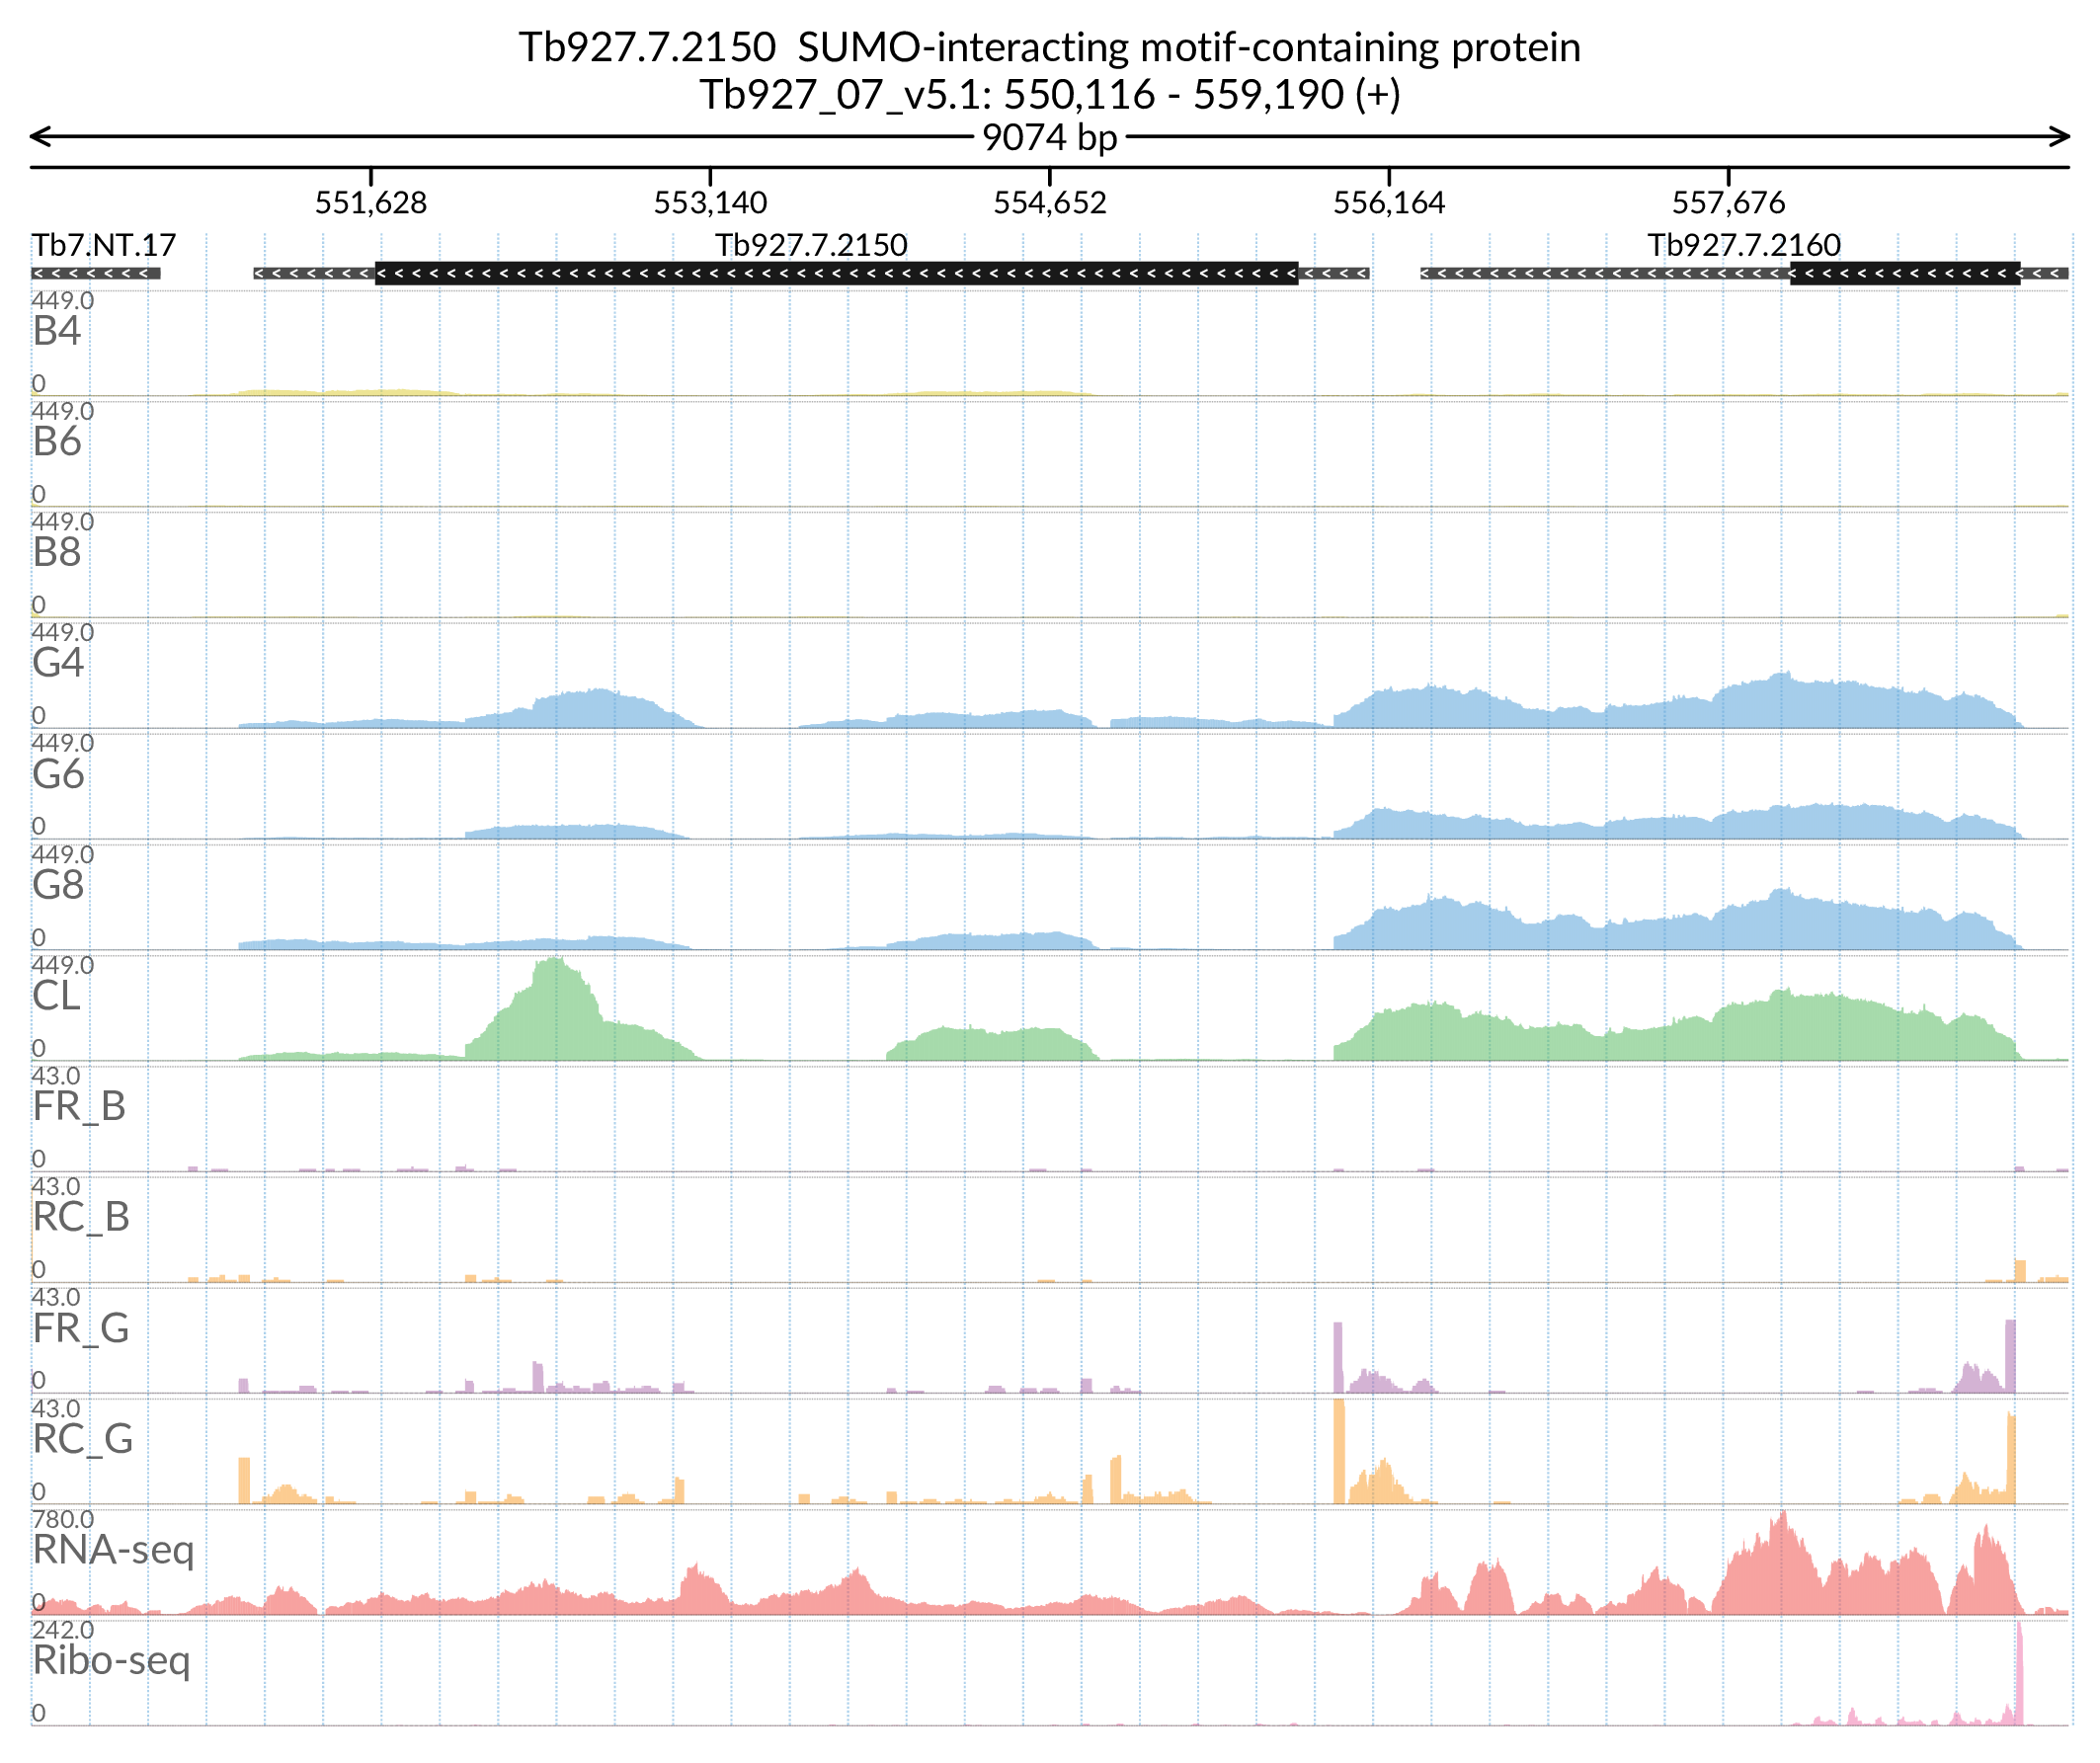 Tb927.7.2150  SUMO-interacting motif-containing protein
Tb927_07_v5.1: 550,116 - 559,190 (+)
9074 bp
551,628 553,140 554,652 556,164 557,676
Tb7.NT.17 Tb927.7.2150 Tb927.7.2160
449.0
B4
0
449.0
B6
0
449.0
B8
0
449.0
G4
0
449.0
G6
0
449.0
G8
0
449.0
CL
0
43.0
FR_B
0
43.0
RC_B
0
43.0
FR_G
0
43.0
RC_G
0
780.0
RNA-seq
0
242.0
Ribo-seq
0